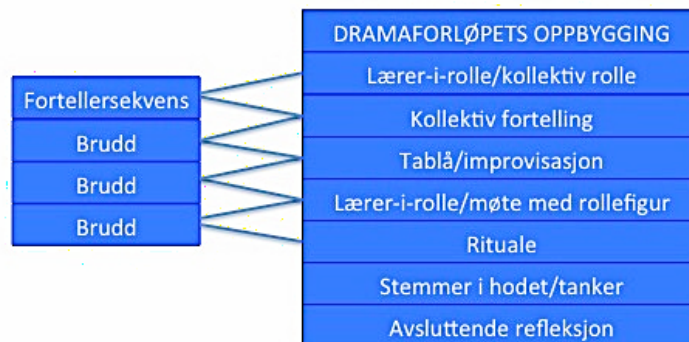 DRAMAFORLØPETS OPPBYGGING
Lærer-i-rolle/kollektiv rolle
Fortellersekvens
Kollektiv fortelling
Brudd
Tablå/improvisasjon
Brudd
Lærer-i-rolle/møte med rollefigur
Brudd
Rituale
Stemmer i hodet/tanker
Avsluttende refleksjon